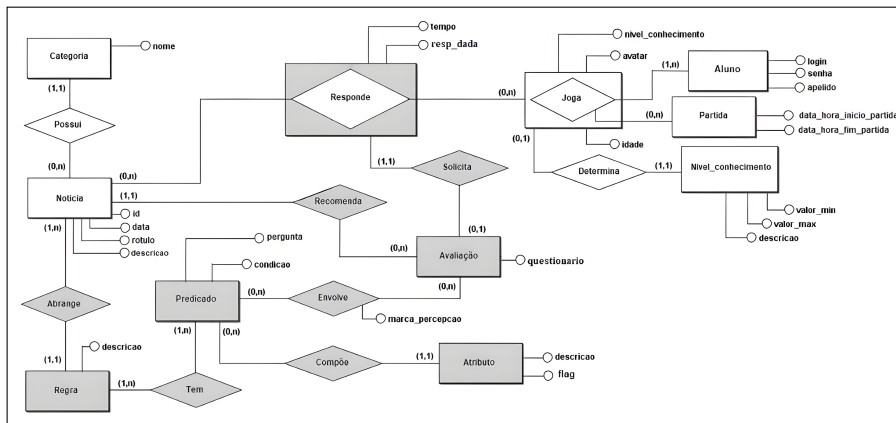 tempo
nivel_conhecimento
Categoria
nome
resp_dada
avatar
Aluno
login
senha
apelido
(1,n)
(1,1)
Responde
(0,n)
Joga
(0,n)
Partida
data_hora_inicio_partida
data_hora_fim_partida
Possui
(0,1)
idade
(0,n)
(0,n)
(1,1)
Solicita
Determina
(1,1)
Nivel_conhecimento
Noticia
(1,1)
Recomenda
id
data
rotulo
descricao
(1,n)
valor_min
valor_max
descricao
pergunta
(0,1)
(0,n)
Avaliação
questionario
condicao
(0,n)
Predicado
(0,n)
Envolve
marca_percepcao
Abrange
(1,n)
(0,n)
descricao
(1,1)
Compõe
(1,1)
Atributo
descricao
flag
Regra
(1,n)
Tem